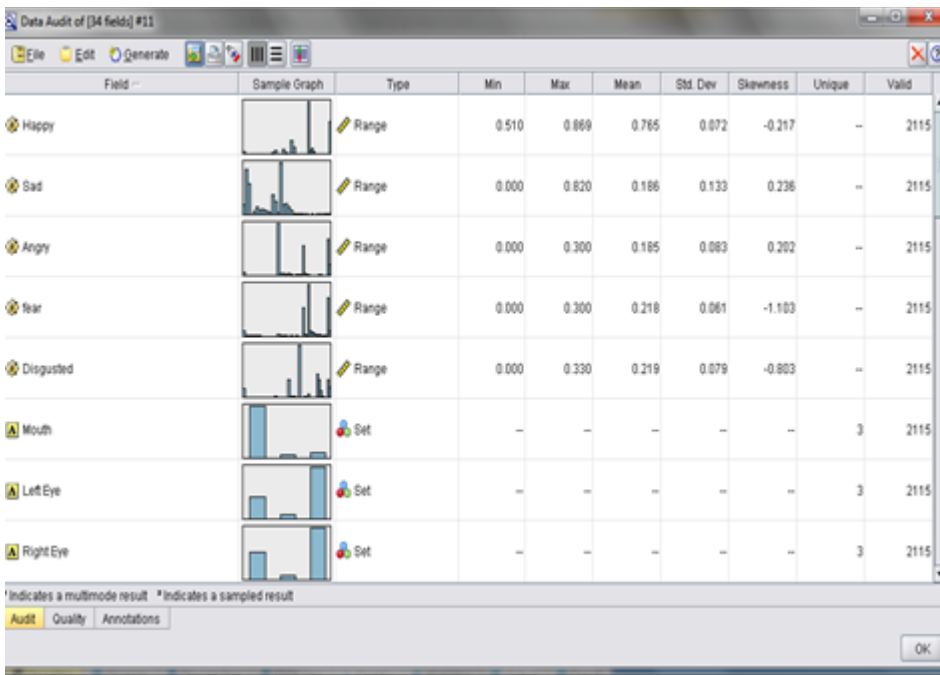 Data Audit of [34 fields] #11
File Edit Generate
Field Sample Graph Type Min Max Mean Std. Dev Skewness Unique Valid
Happy Range 0.510 0.869 0.765 0.072 -0.217 -- 2115
Sad Range 0.000 0.820 0.186 0.133 0.236 -- 2115
Angry Range 0.000 0.300 0.185 0.083 0.202 -- 2115
fear Range 0.000 0.300 0.218 0.061 -1.103 -- 2115
Disgusted Range 0.000 0.330 0.219 0.079 -0.803 -- 2115
A Mouth Set -- -- -- -- -- 3 2115
A Left Eye Set -- -- -- -- -- 3 2115
A Right Eye Set -- -- -- -- -- 3 2115
Indicates a multimode result Indicates a sampled result
Audit Quality Annotations
OK